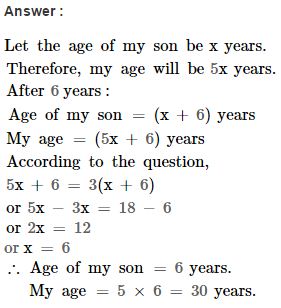 Answer :
Let the age of my son be x years.
Therefore, my age will be 5x years.
After 6 years :
Age of my son = (x + 6) years
My age = (5x + 6) years
According to the question,
5x + 6 = 3(x + 6)
or 5x − 3x = 18 − 6
or 2x = 12
or x = 6
∴ Age of my son = 6 years.
My age = 5 × 6 = 30 years.